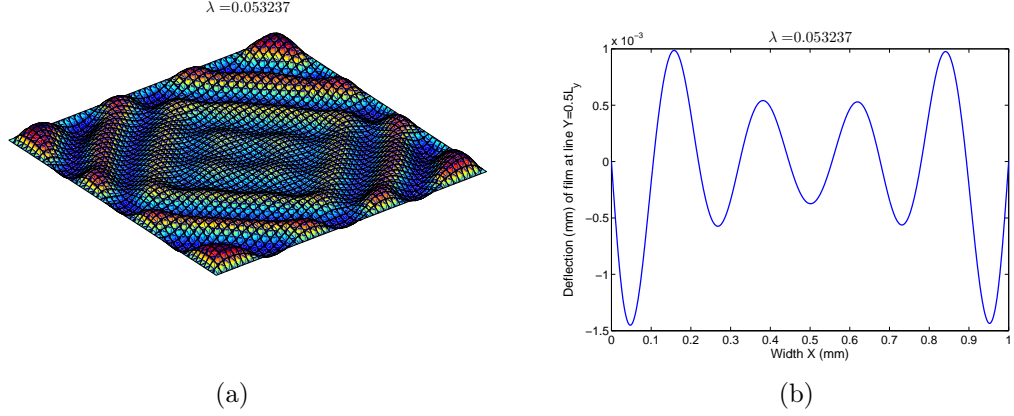 λ =0.053237
(a)
λ =0.053237
x 10⁻³
1
0.5
0
−0.5
−1
−1.5
Deflection (mm) of film at line Y=0.5L_y
0 0.1 0.2 0.3 0.4 0.5 0.6 0.7 0.8 0.9 1
Width X (mm)
(b)